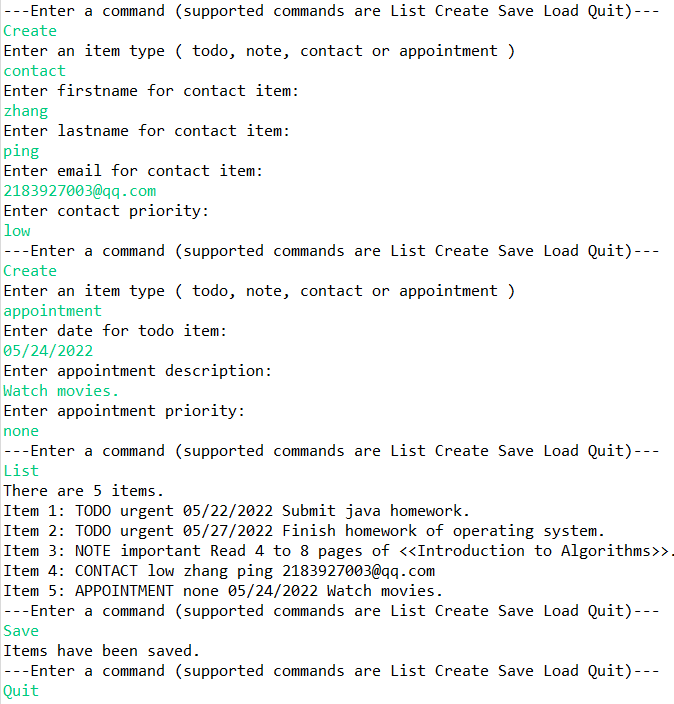 ---Enter a command (supported commands are List Create Save Load Quit)---
Create
Enter an item type ( todo, note, contact or appointment )
contact
Enter firstname for contact item:
zhang
Enter lastname for contact item:
ping
Enter email for contact item:
2183927003@qq.com
Enter contact priority:
low
---Enter a command (supported commands are List Create Save Load Quit)---
Create
Enter an item type ( todo, note, contact or appointment )
appointment
Enter date for todo item:
05/24/2022
Enter appointment description:
Watch movies.
Enter appointment priority:
none
---Enter a command (supported commands are List Create Save Load Quit)---
List
There are 5 items.
Item 1: TODO urgent 05/22/2022 Submit java homework.
Item 2: TODO urgent 05/27/2022 Finish homework of operating system.
Item 3: NOTE important Read 4 to 8 pages of <<Introduction to Algorithms>>.
Item 4: CONTACT low zhang ping 2183927003@qq.com
Item 5: APPOINTMENT none 05/24/2022 Watch movies.
---Enter a command (supported commands are List Create Save Load Quit)---
Save
Items have been saved.
---Enter a command (supported commands are List Create Save Load Quit)---
Quit